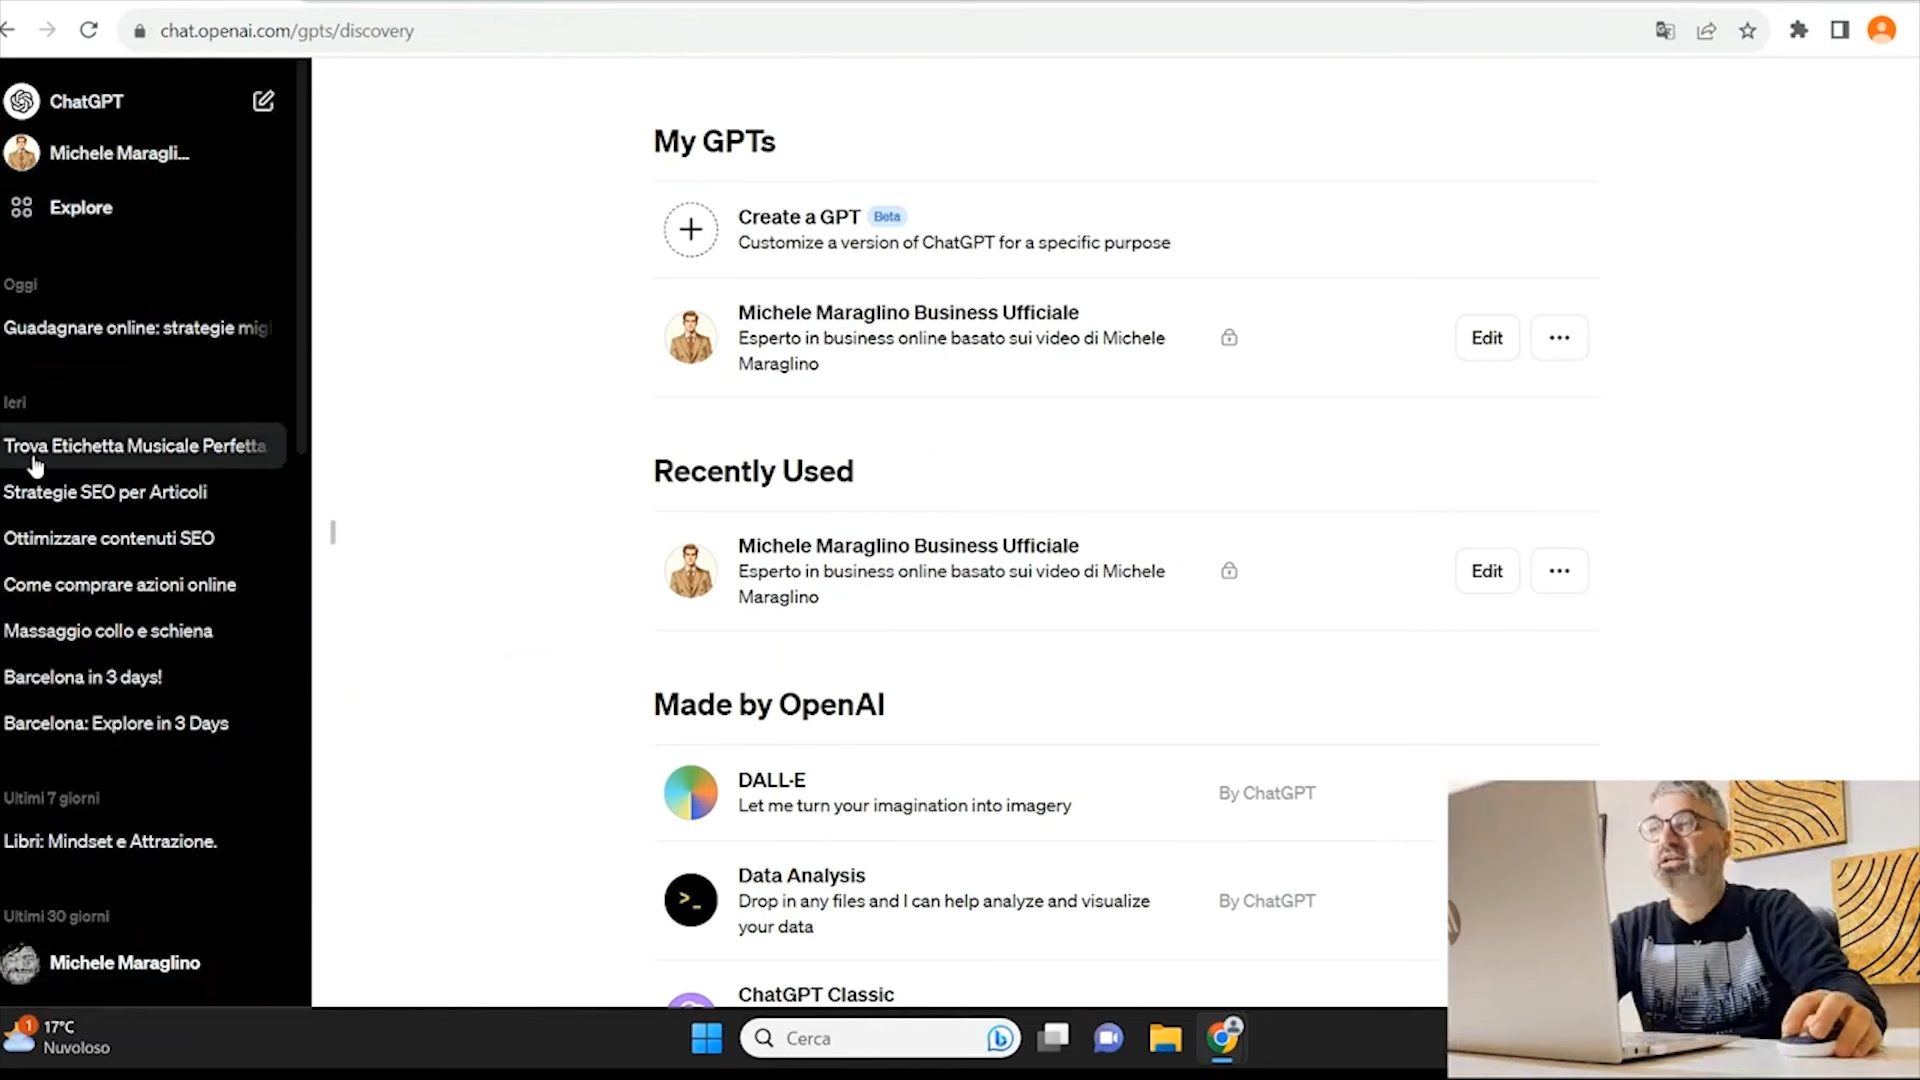 chat.openai.com/gpts/discovery
ChatGPT
Michele Maragli...
Explore
Oggi
Guadagnare online: strategie mig
Ieri
Trova Etichetta Musicale Perfetta
Strategie SEO per Articoli
Ottimizzare contenuti SEO
Come comprare azioni online
Massaggio collo e schiena
Barcelona in 3 days!
Barcelona: Explore in 3 Days
Ultimi 7 giorni
Libri: Mindset e Attrazione.
Ultimi 30 giorni
Michele Maraglino
My GPTs
Create a GPT Beta
Customize a version of ChatGPT for a specific purpose
Michele Maraglino Business Ufficiale
Esperto in business online basato sui video di Michele
Maraglino
Edit
Recently Used
Michele Maraglino Business Ufficiale
Esperto in business online basato sui video di Michele
Maraglino
Edit
Made by OpenAI
DALL·E
Let me turn your imagination into imagery
By ChatGPT
Data Analysis
Drop in any files and I can help analyze and visualize
your data
By ChatGPT
ChatGPT Classic
1
17°C
Nuvoloso
Cerca